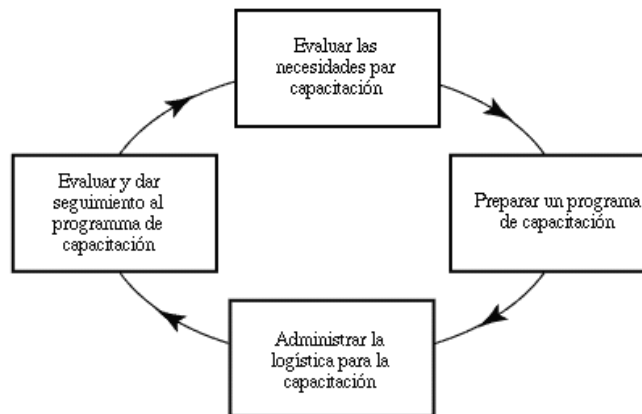 Evaluar las
necesidades par
capacitación
Preparar un programa
de capacitación
Administrar la
logística para la
capacitación
Evaluar y dar
seguimiento al
programma de
capacitación